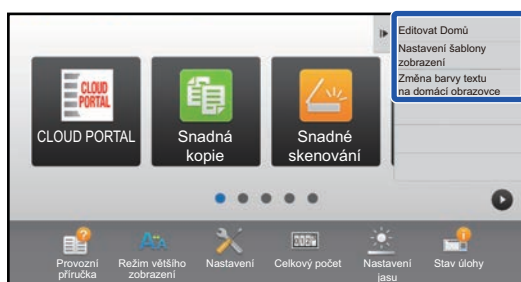 Editovat Domů
Nastavení šablony
zobrazení
Změna barvy textu
na domácí obrazovce
CLOUD
PORTAL
CLOUD PORTAL
Snadná
kopie
Snadné
skenování
Provozní
příručka
Režim většího
zobrazení
Nastavení
Celkový počet
Nastavení
jasu
Stav úlohy